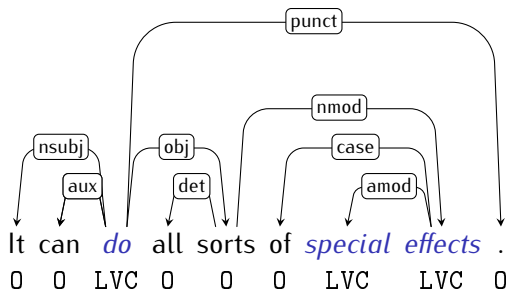 punct
nmod
nsubj obj case
aux det amod
It can do all sorts of special effects .
O O LVC O O O LVC LVC O